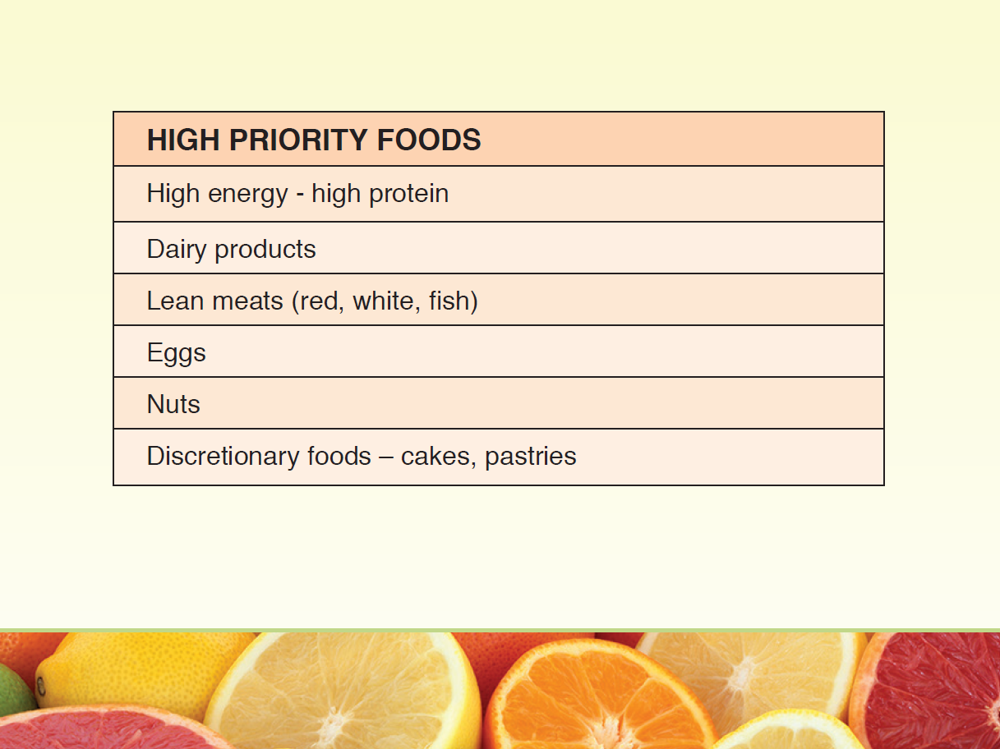 HIGH PRIORITY FOODS
High energy - high protein
Dairy products
Lean meats (red, white, fish)
Eggs
Nuts
Discretionary foods – cakes, pastries